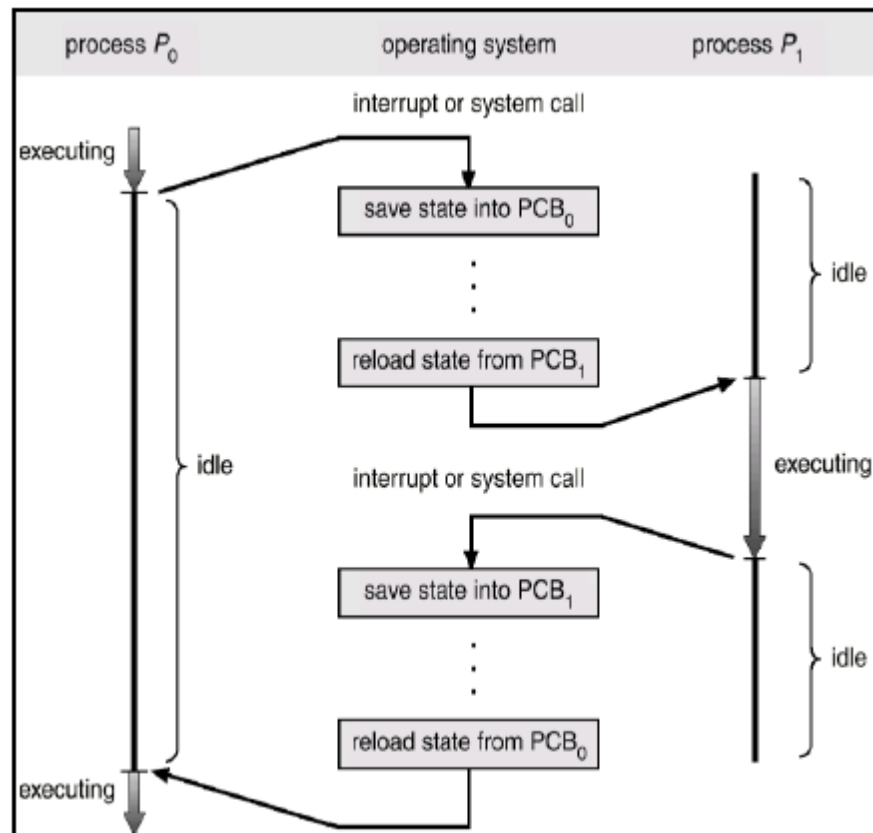 process P₀ operating system process P₁
interrupt or system call
executing
save state into PCB₀
idle
reload state from PCB₁
idle
executing
interrupt or system call
save state into PCB₁
idle
reload state from PCB₀
executing